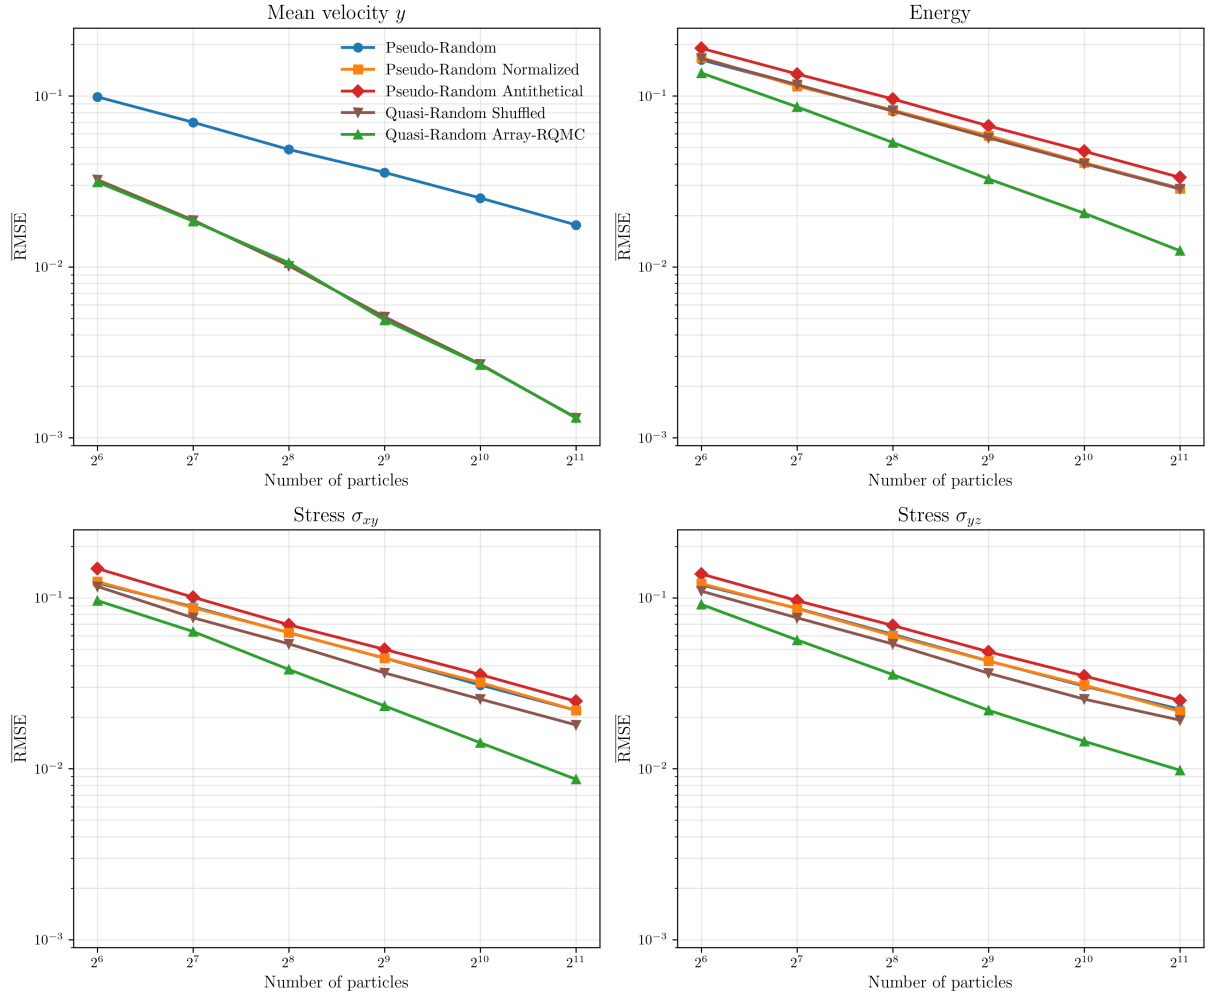 Mean velocity y
Pseudo-Random
Pseudo-Random Normalized
Pseudo-Random Antithetical
Quasi-Random Shuffled
Quasi-Random Array-RQMC
10⁻¹
10⁻²
10⁻³
RMSE
2⁶ 2⁷ 2⁸ 2⁹ 2¹⁰ 2¹¹
Number of particles
Energy
10⁻¹
10⁻²
10⁻³
RMSE
2⁶ 2⁷ 2⁸ 2⁹ 2¹⁰ 2¹¹
Number of particles
Stress σxy
10⁻¹
10⁻²
10⁻³
RMSE
2⁶ 2⁷ 2⁸ 2⁹ 2¹⁰ 2¹¹
Number of particles
Stress σyz
10⁻¹
10⁻²
10⁻³
RMSE
2⁶ 2⁷ 2⁸ 2⁹ 2¹⁰ 2¹¹
Number of particles